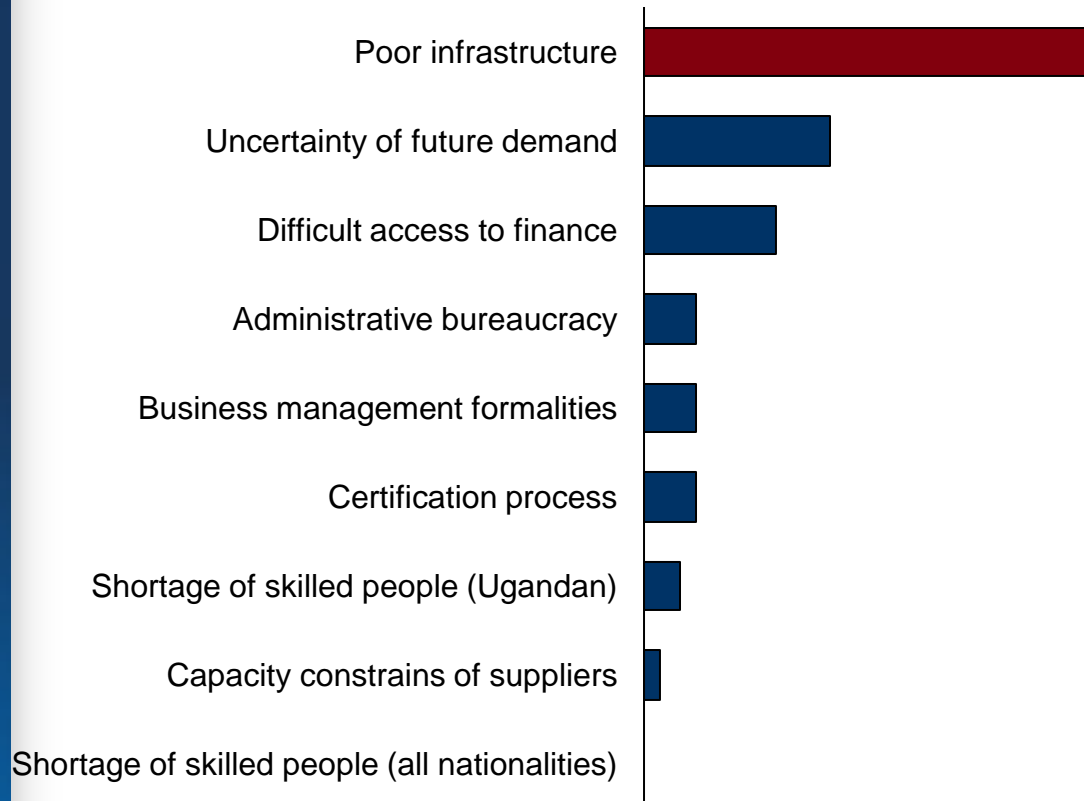 Poor infrastructure
Uncertainty of future demand
Difficult access to finance
Administrative bureaucracy
Business management formalities
Certification process
Shortage of skilled people (Ugandan)
Capacity constrains of suppliers
Shortage of skilled people (all nationalities)